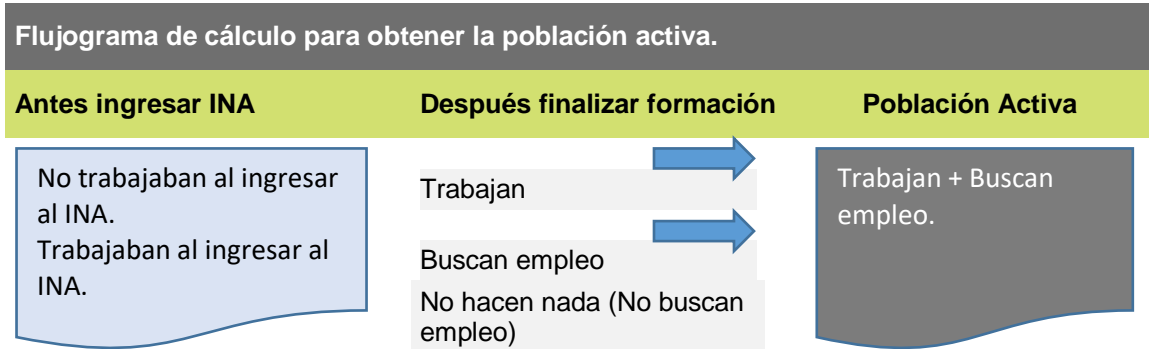 Flujograma de cálculo para obtener la población activa.
Antes ingresar INA
Después finalizar formación
Población Activa
No trabajaban al ingresar
al INA.
Trabajaban al ingresar al
INA.
Trabajan
Buscan empleo
No hacen nada (No buscan
empleo)
Trabajan + Buscan
empleo.